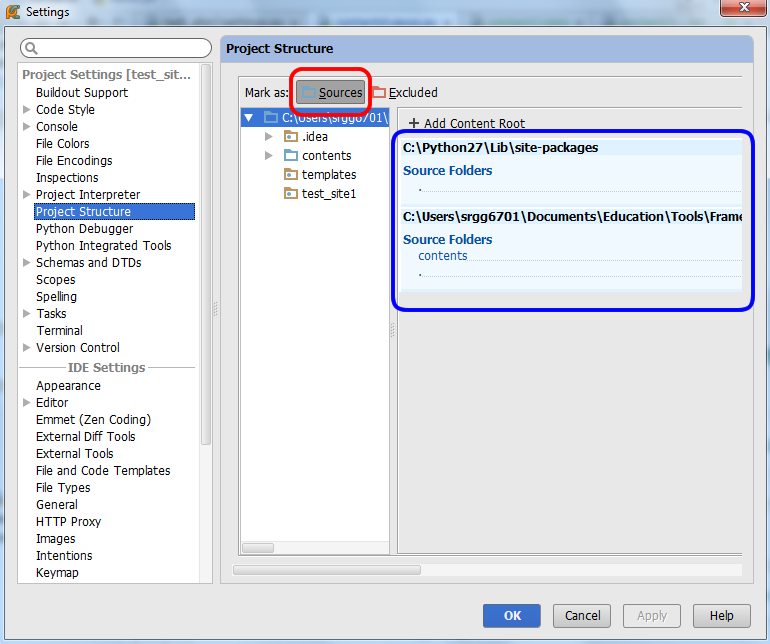 Settings
Project Settings [test_sit...
Buildout Support
Code Style
Console
File Colors
File Encodings
Inspections
Project Interpreter
Project Structure
Python Debugger
Python Integrated Tools
Schemas and DTDs
Scopes
Spelling
Tasks
Terminal
Version Control
IDE Settings
Appearance
Editor
Emmet (Zen Coding)
External Diff Tools
External Tools
File and Code Templates
File Types
General
HTTP Proxy
Images
Intentions
Keymap
Project Structure
Mark as: Sources Excluded
C:\Users\srgg6701\
.idea
contents
templates
test_site1
+ Add Content Root
C:\Python27\Lib\site-packages
Source Folders
.
C:\Users\srgg6701\Documents\Education\Tools\Frame
Source Folders
contents
.
OK Cancel Apply Help